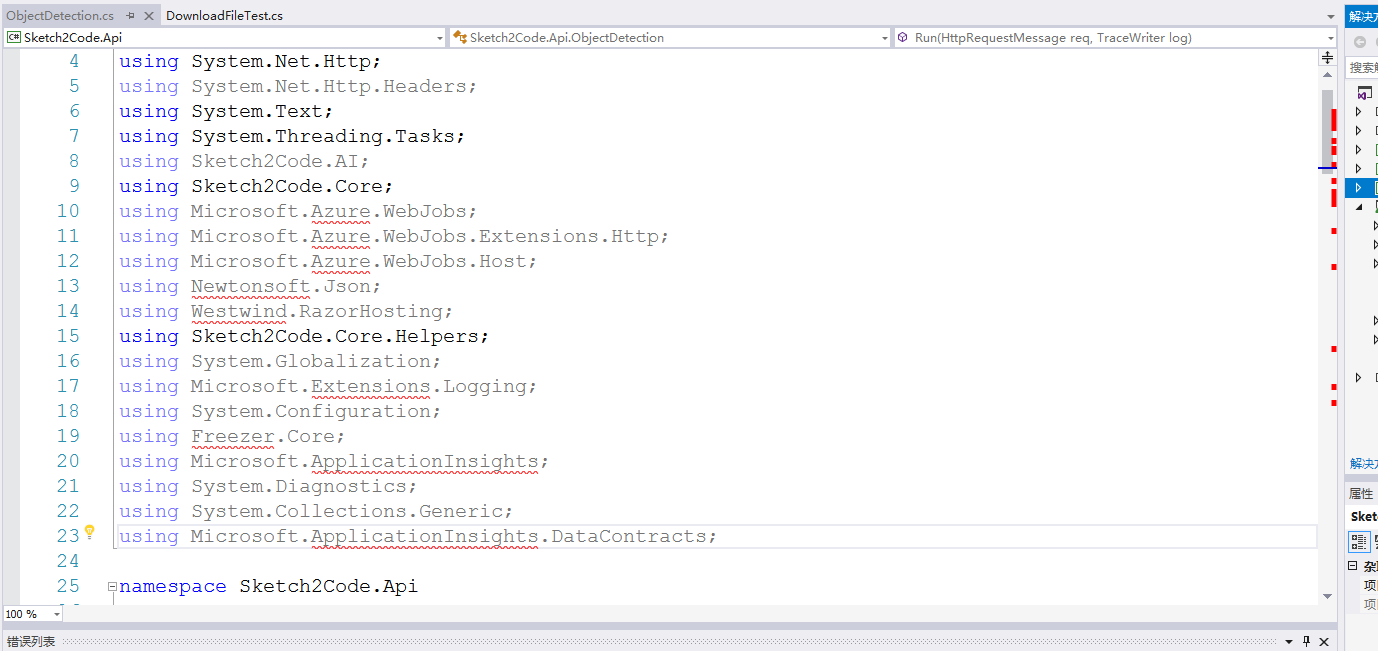 ObjectDetection.cs DownloadFileTest.cs
C# Sketch2Code.Api Sketch2Code.Api.ObjectDetection Run(HttpRequestMessage req, TraceWriter log)
4 using System.Net.Http;
5 using System.Net.Http.Headers;
6 using System.Text;
7 using System.Threading.Tasks;
8 using Sketch2Code.AI;
9 using Sketch2Code.Core;
10 using Microsoft.Azure.WebJobs;
11 using Microsoft.Azure.WebJobs.Extensions.Http;
12 using Microsoft.Azure.WebJobs.Host;
13 using Newtonsoft.Json;
14 using Westwind.RazorHosting;
15 using Sketch2Code.Core.Helpers;
16 using System.Globalization;
17 using Microsoft.Extensions.Logging;
18 using System.Configuration;
19 using Freezer.Core;
20 using Microsoft.ApplicationInsights;
21 using System.Diagnostics;
22 using System.Collections.Generic;
23 using Microsoft.ApplicationInsights.DataContracts;
24
25 namespace Sketch2Code.Api
100 %
错误列表
解决方
搜索解
解决方
属性
Sket
杂
项
项